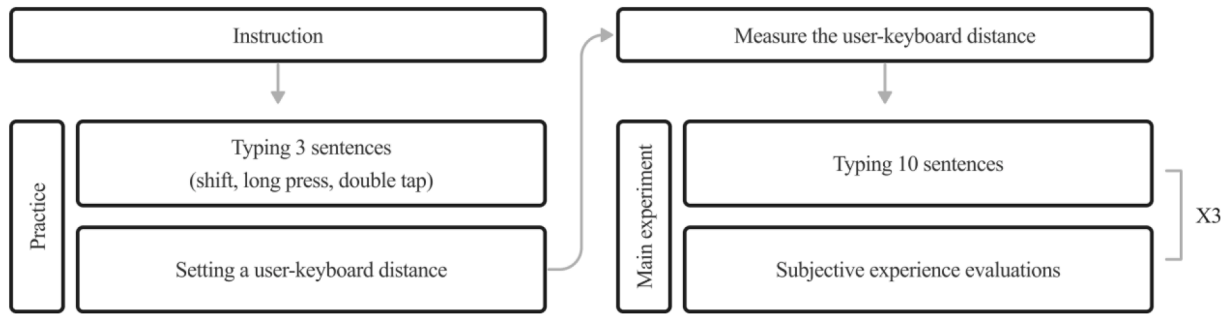 Instruction
Practice
Typing 3 sentences
(shift, long press, double tap)
Setting a user-keyboard distance
Measure the user-keyboard distance
Main experiment
Typing 10 sentences
Subjective experience evaluations
X3